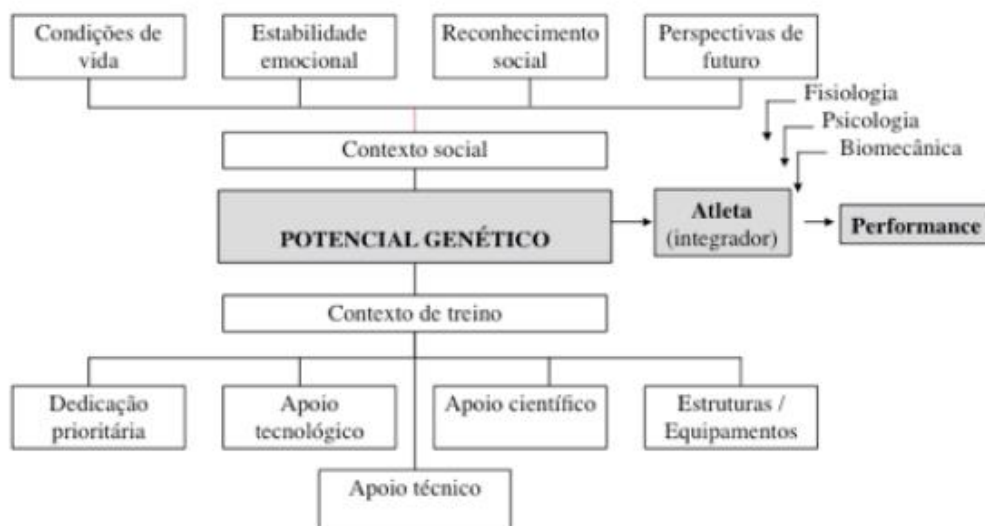 Condições de
vida
Estabilidade
emocional
Reconhecimento
social
Perspectivas de
futuro
Fisiologia
Psicologia
Biomecânica
Contexto social
POTENCIAL GENÉTICO
Atleta
(integrador)
Performance
Contexto de treino
Dedicação
prioritária
Apoio
tecnológico
Apoio científico
Estruturas /
Equipamentos
Apoio técnico